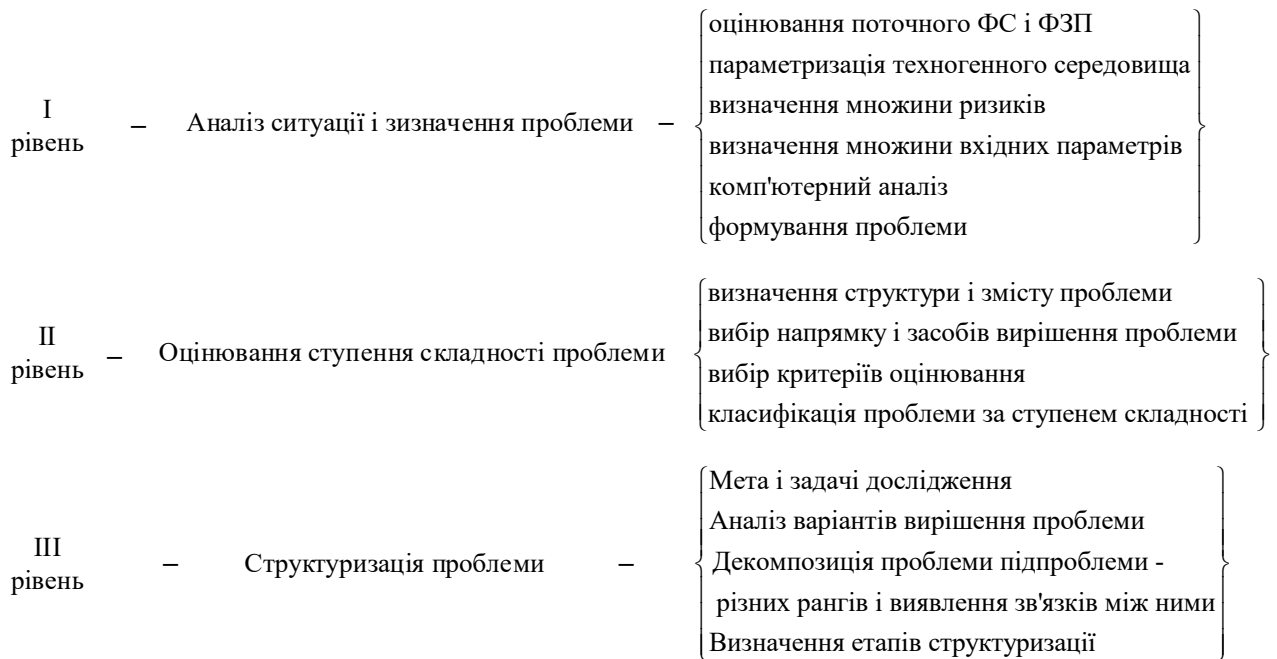 I
рівень
– Аналіз ситуації і зизначення проблеми –
оцінювання поточного ФС і ФЗП
параметризація техногенного середовища
визначення множини ризиків
визначення множини вхідних параметрів
комп'ютерний аналіз
формування проблеми
II
рівень
– Оцінювання ступення складності проблеми
визначення структури і змісту проблеми
вибір напрямку і засобів вирішення проблеми
вибір критеріїв оцінювання
класифікація проблеми за ступенем складності
III
рівень
– Структуризація проблеми –
Мета і задачі дослідження
Аналіз варіантів вирішення проблеми
Декомпозиція проблеми підпроблеми -
різних рангів і виявлення зв'язків між ними
Визначення етапів структуризації